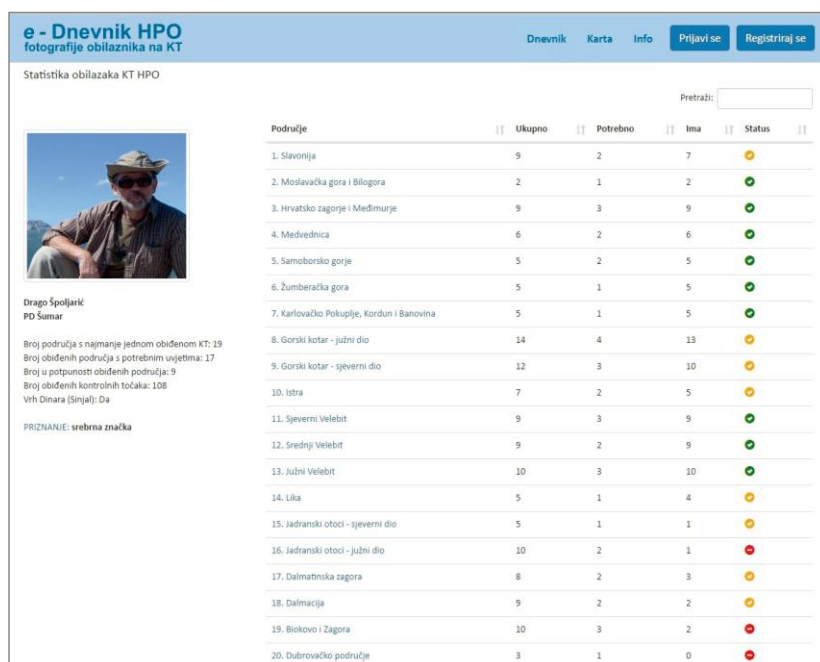 e - Dnevnik HPO
fotografije obilaznika na KT
Dnevnik Karta Info Prijavi se Registriraj se
Statistika obilazaka KT HPO
Pretraži:
Područje Ukupno Potrebno Ima Status
1. Slavonija 9 2 7
2. Moslavačka gora i Bilogora 2 1 2
3. Hrvatsko zagorje i Međimurje 9 3 9
4. Medvednica 6 2 6
5. Samoborsko gorje 5 2 5
6. Žumberačka gora 5 1 5
7. Karlovačko Pokuplje, Kordun i Banovina 5 1 5
8. Gorski kotar - južni dio 14 4 13
9. Gorski kotar - sjeverni dio 12 3 10
10. Istra 7 2 5
11. Sjeverni Velebit 9 3 9
12. Srednji Velebit 9 2 9
13. Južni Velebit 10 3 10
14. Lika 5 1 4
15. Jadranski otoci - sjeverni dio 5 1 1
16. Jadranski otoci - južni dio 10 2 1
17. Dalmatinska zagora 8 2 3
18. Dalmacija 9 2 2
19. Biokovo i Zagora 10 3 2
20. Dubrovačko područje 3 1 0
Drago Špoljarić
PD Šumar
Broj područja s najmanje jednom obiđenom KT: 19
Broj obiđenih područja s potrebnim uvjetima: 17
Broj u potpunosti obiđenih područja: 9
Broj obiđenih kontrolnih točaka: 108
Vrh Dinara (Sinjal): Da
PRIZNANJE: srebrna značka